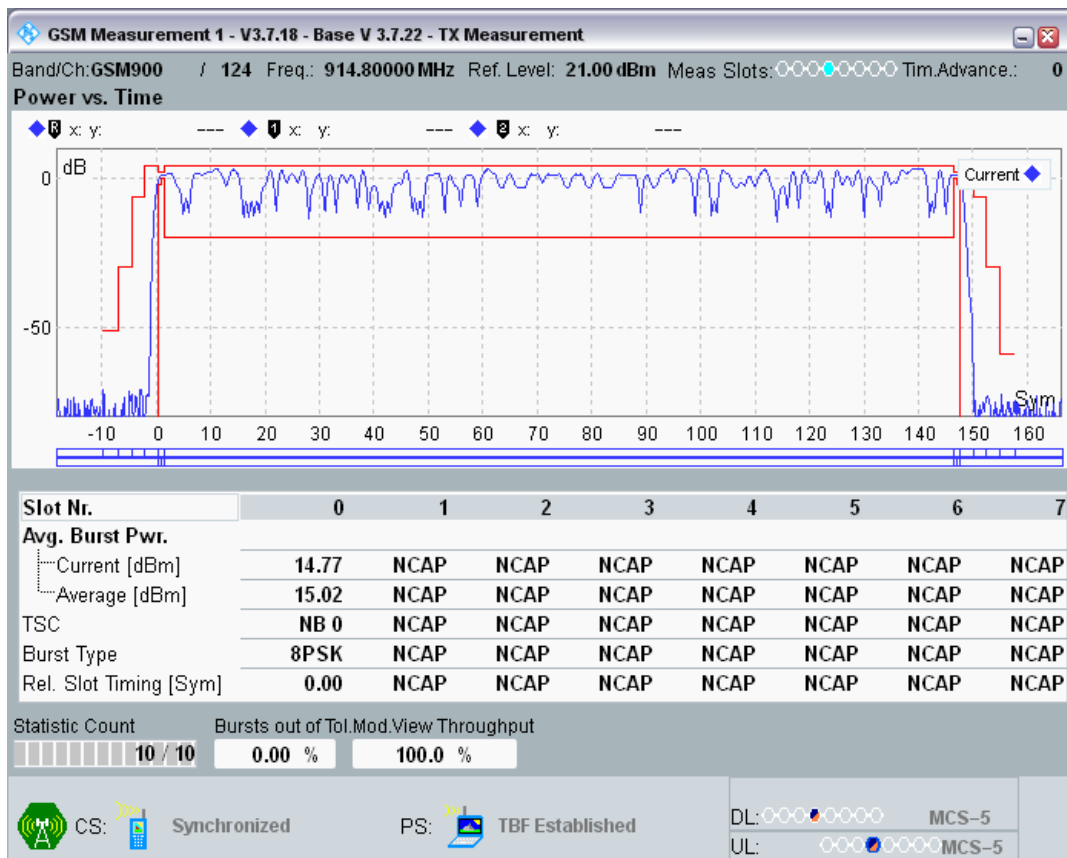 GSM Measurement 1 - V3.7.18 - Base V 3.7.22 - TX Measurement
Band/Ch:GSM900 / 124 Freq.: 914.80000 MHz Ref. Level: 21.00 dBm Meas Slots: Tim.Advance.: 0
Power vs. Time
R x: y: --- 1 x: y: --- 2 x: y: ---
dB
0
Current
-50
Sym
-10 0 10 20 30 40 50 60 70 80 90 100 110 120 130 140 150 160
Slot Nr. 0 1 2 3 4 5 6 7
Avg. Burst Pwr.
Current [dBm] 14.77 NCAP NCAP NCAP NCAP NCAP NCAP NCAP
Average [dBm] 15.02 NCAP NCAP NCAP NCAP NCAP NCAP NCAP
TSC NB 0 NCAP NCAP NCAP NCAP NCAP NCAP NCAP
Burst Type 8PSK NCAP NCAP NCAP NCAP NCAP NCAP NCAP
Rel. Slot Timing [Sym] 0.00 NCAP NCAP NCAP NCAP NCAP NCAP NCAP
Statistic Count Bursts out of Tol. Mod.View Throughput
10 / 10 0.00 % 100.0 %
CS: Synchronized PS: TBF Established
DL: MCS-5
UL: MCS-5